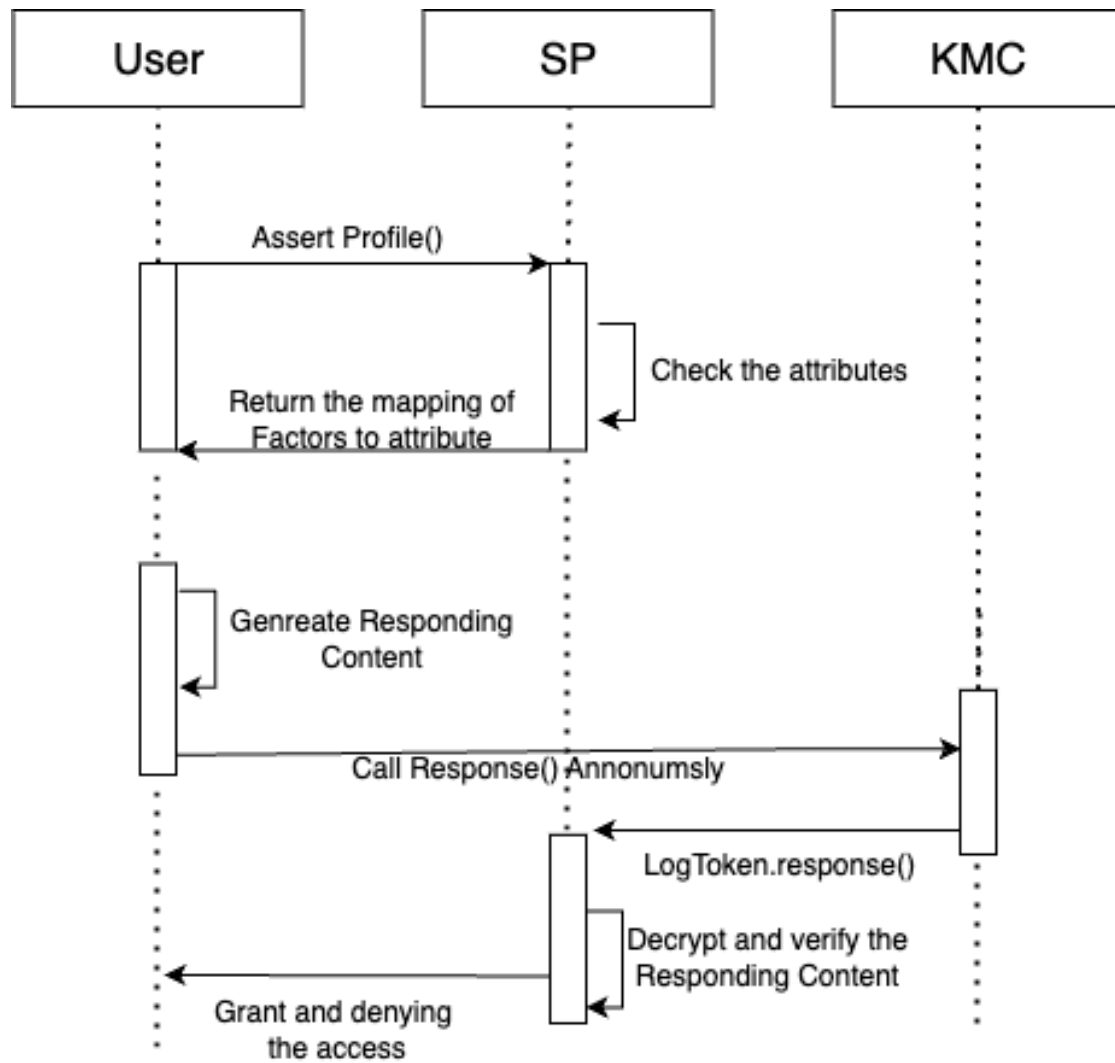 User
SP
KMC
Assert Profile()
Check the attributes
Return the mapping of
Factors to attribute
Genreate Responding
Content
Call Response() Annonumsly
LogToken.response()
Decrypt and verify the
Responding Content
Grant and denying
the access